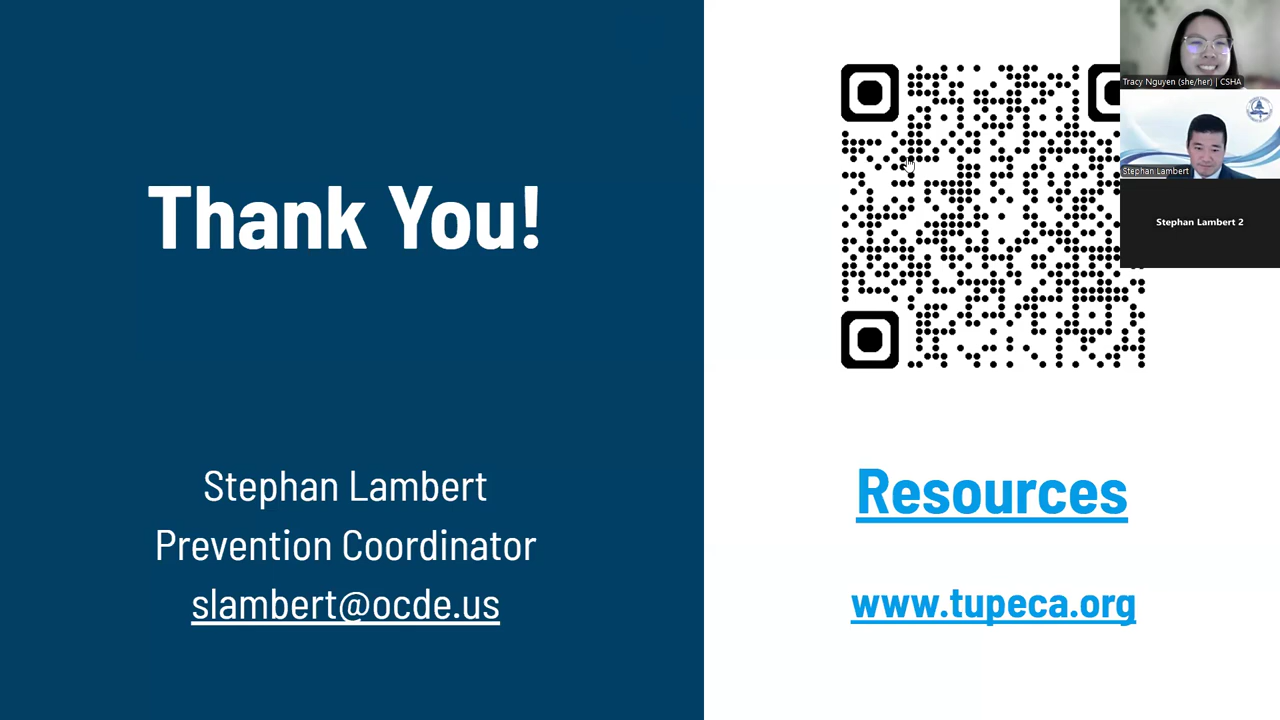 Thank You!
Stephan Lambert
Prevention Coordinator
slambert@ocde.us
Resources
www.tupeca.org
Tracy Nguyen (she/her) | CSHA
Stephan Lambert
Stephan Lambert 2